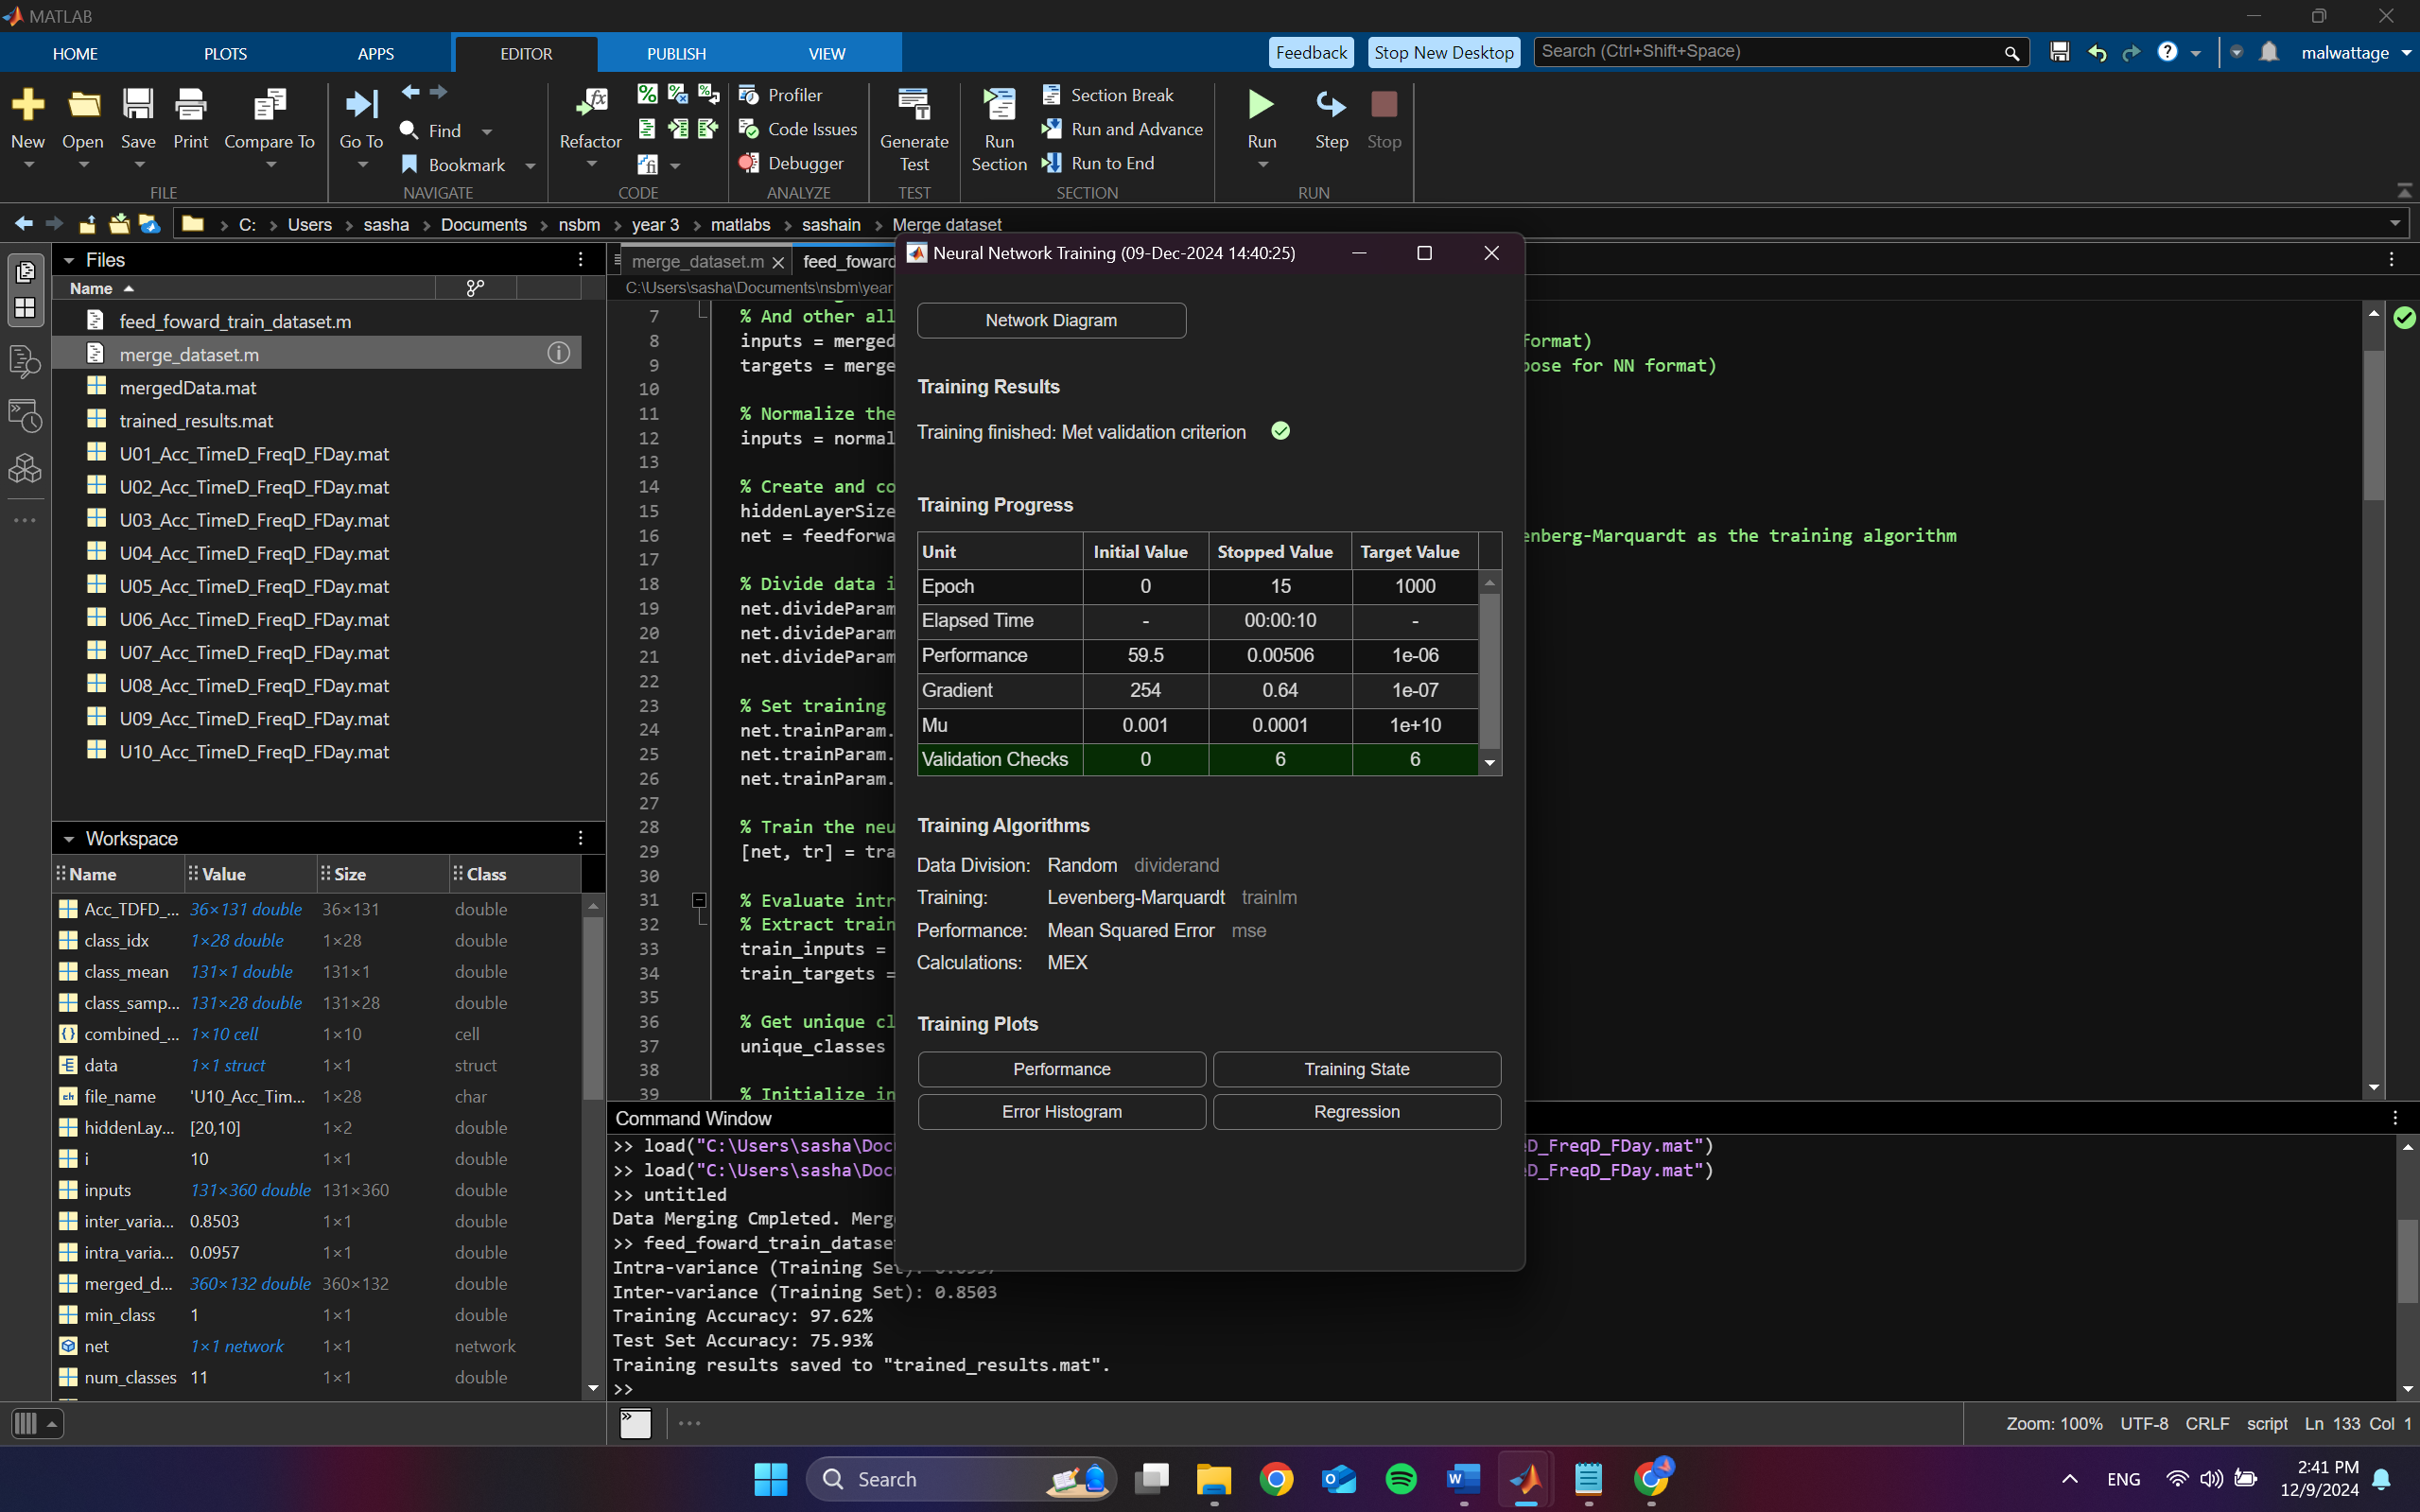 MATLAB
HOME PLOTS APPS EDITOR PUBLISH VIEW
Feedback Stop New Desktop Search (Ctrl+Shift+Space) malwattage
New Open Save Print Compare To
FILE
Go To Find Bookmark
NAVIGATE
Refactor
CODE
Profiler
Code Issues
Debugger
ANALYZE
Generate Test
TEST
Run Section
Section Break
Run and Advance
Run to End
SECTION
Run Step Stop
RUN
C: Users sasha Documents nsbm year 3 matlabs sashain Merge dataset
Files
Name
feed_foward_train_dataset.m
merge_dataset.m
mergedData.mat
trained_results.mat
U01_Acc_TimeD_FreqD_FDay.mat
U02_Acc_TimeD_FreqD_FDay.mat
U03_Acc_TimeD_FreqD_FDay.mat
U04_Acc_TimeD_FreqD_FDay.mat
U05_Acc_TimeD_FreqD_FDay.mat
U06_Acc_TimeD_FreqD_FDay.mat
U07_Acc_TimeD_FreqD_FDay.mat
U08_Acc_TimeD_FreqD_FDay.mat
U09_Acc_TimeD_FreqD_FDay.mat
U10_Acc_TimeD_FreqD_FDay.mat
Workspace
Name Value Size Class
Acc_TDFD_... 36×131 double 36×131 double
class_idx 1×28 double 1×28 double
class_mean 131×1 double 131×1 double
class_samp... 131×28 double 131×28 double
combined_... 1×10 cell 1×10 cell
data 1×1 struct 1×1 struct
file_name 'U10_Acc_Tim... 1×28 char
hiddenLay... [20,10] 1×2 double
i 10 1×1 double
inputs 131×360 double 131×360 double
inter_varia... 0.8503 1×1 double
intra_varia... 0.0957 1×1 double
merged_d... 360×132 double 360×132 double
min_class 1 1×1 double
net 1×1 network 1×1 network
num_classes 11 1×1 double
merge_dataset.m feed_foward
C:\Users\sasha\Documents\nsbm\year
7 % And other all
8 inputs = merged format)
9 targets = merge pose for NN format)
10
11 % Normalize the
12 inputs = normal
13
14 % Create and co
15 hiddenLayerSize
16 net = feedforwa enberg-Marquardt as the training algorithm
17
18 % Divide data i
19 net.divideParam
20 net.divideParam
21 net.divideParam
22
23 % Set training
24 net.trainParam.
25 net.trainParam.
26 net.trainParam.
27
28 % Train the neu
29 [net, tr] = tra
30
31 % Evaluate intr
32 % Extract train
33 train_inputs =
34 train_targets =
35
36 % Get unique cl
37 unique_classes
38
39 % Initialize in
Neural Network Training (09-Dec-2024 14:40:25)
Network Diagram
Training Results
Training finished: Met validation criterion
Training Progress
Unit Initial Value Stopped Value Target Value
Epoch 0 15 1000
Elapsed Time - 00:00:10 -
Performance 59.5 0.00506 1e-06
Gradient 254 0.64 1e-07
Mu 0.001 0.0001 1e+10
Validation Checks 0 6 6
Training Algorithms
Data Division: Random dividerand
Training: Levenberg-Marquardt trainlm
Performance: Mean Squared Error mse
Calculations: MEX
Training Plots
Performance Training State
Error Histogram Regression
Command Window
>> load("C:\Users\sasha\Doc D_FreqD_FDay.mat")
>> load("C:\Users\sasha\Doc D_FreqD_FDay.mat")
>> untitled
Data Merging Cmpleted. Merg
>> feed_foward_train_datase
Intra-variance (Training Set):
Inter-variance (Training Set): 0.8503
Training Accuracy: 97.62%
Test Set Accuracy: 75.93%
Training results saved to "trained_results.mat".
>>
Zoom: 100% UTF-8 CRLF script Ln 133 Col 1
Search
ENG
2:41 PM
12/9/2024